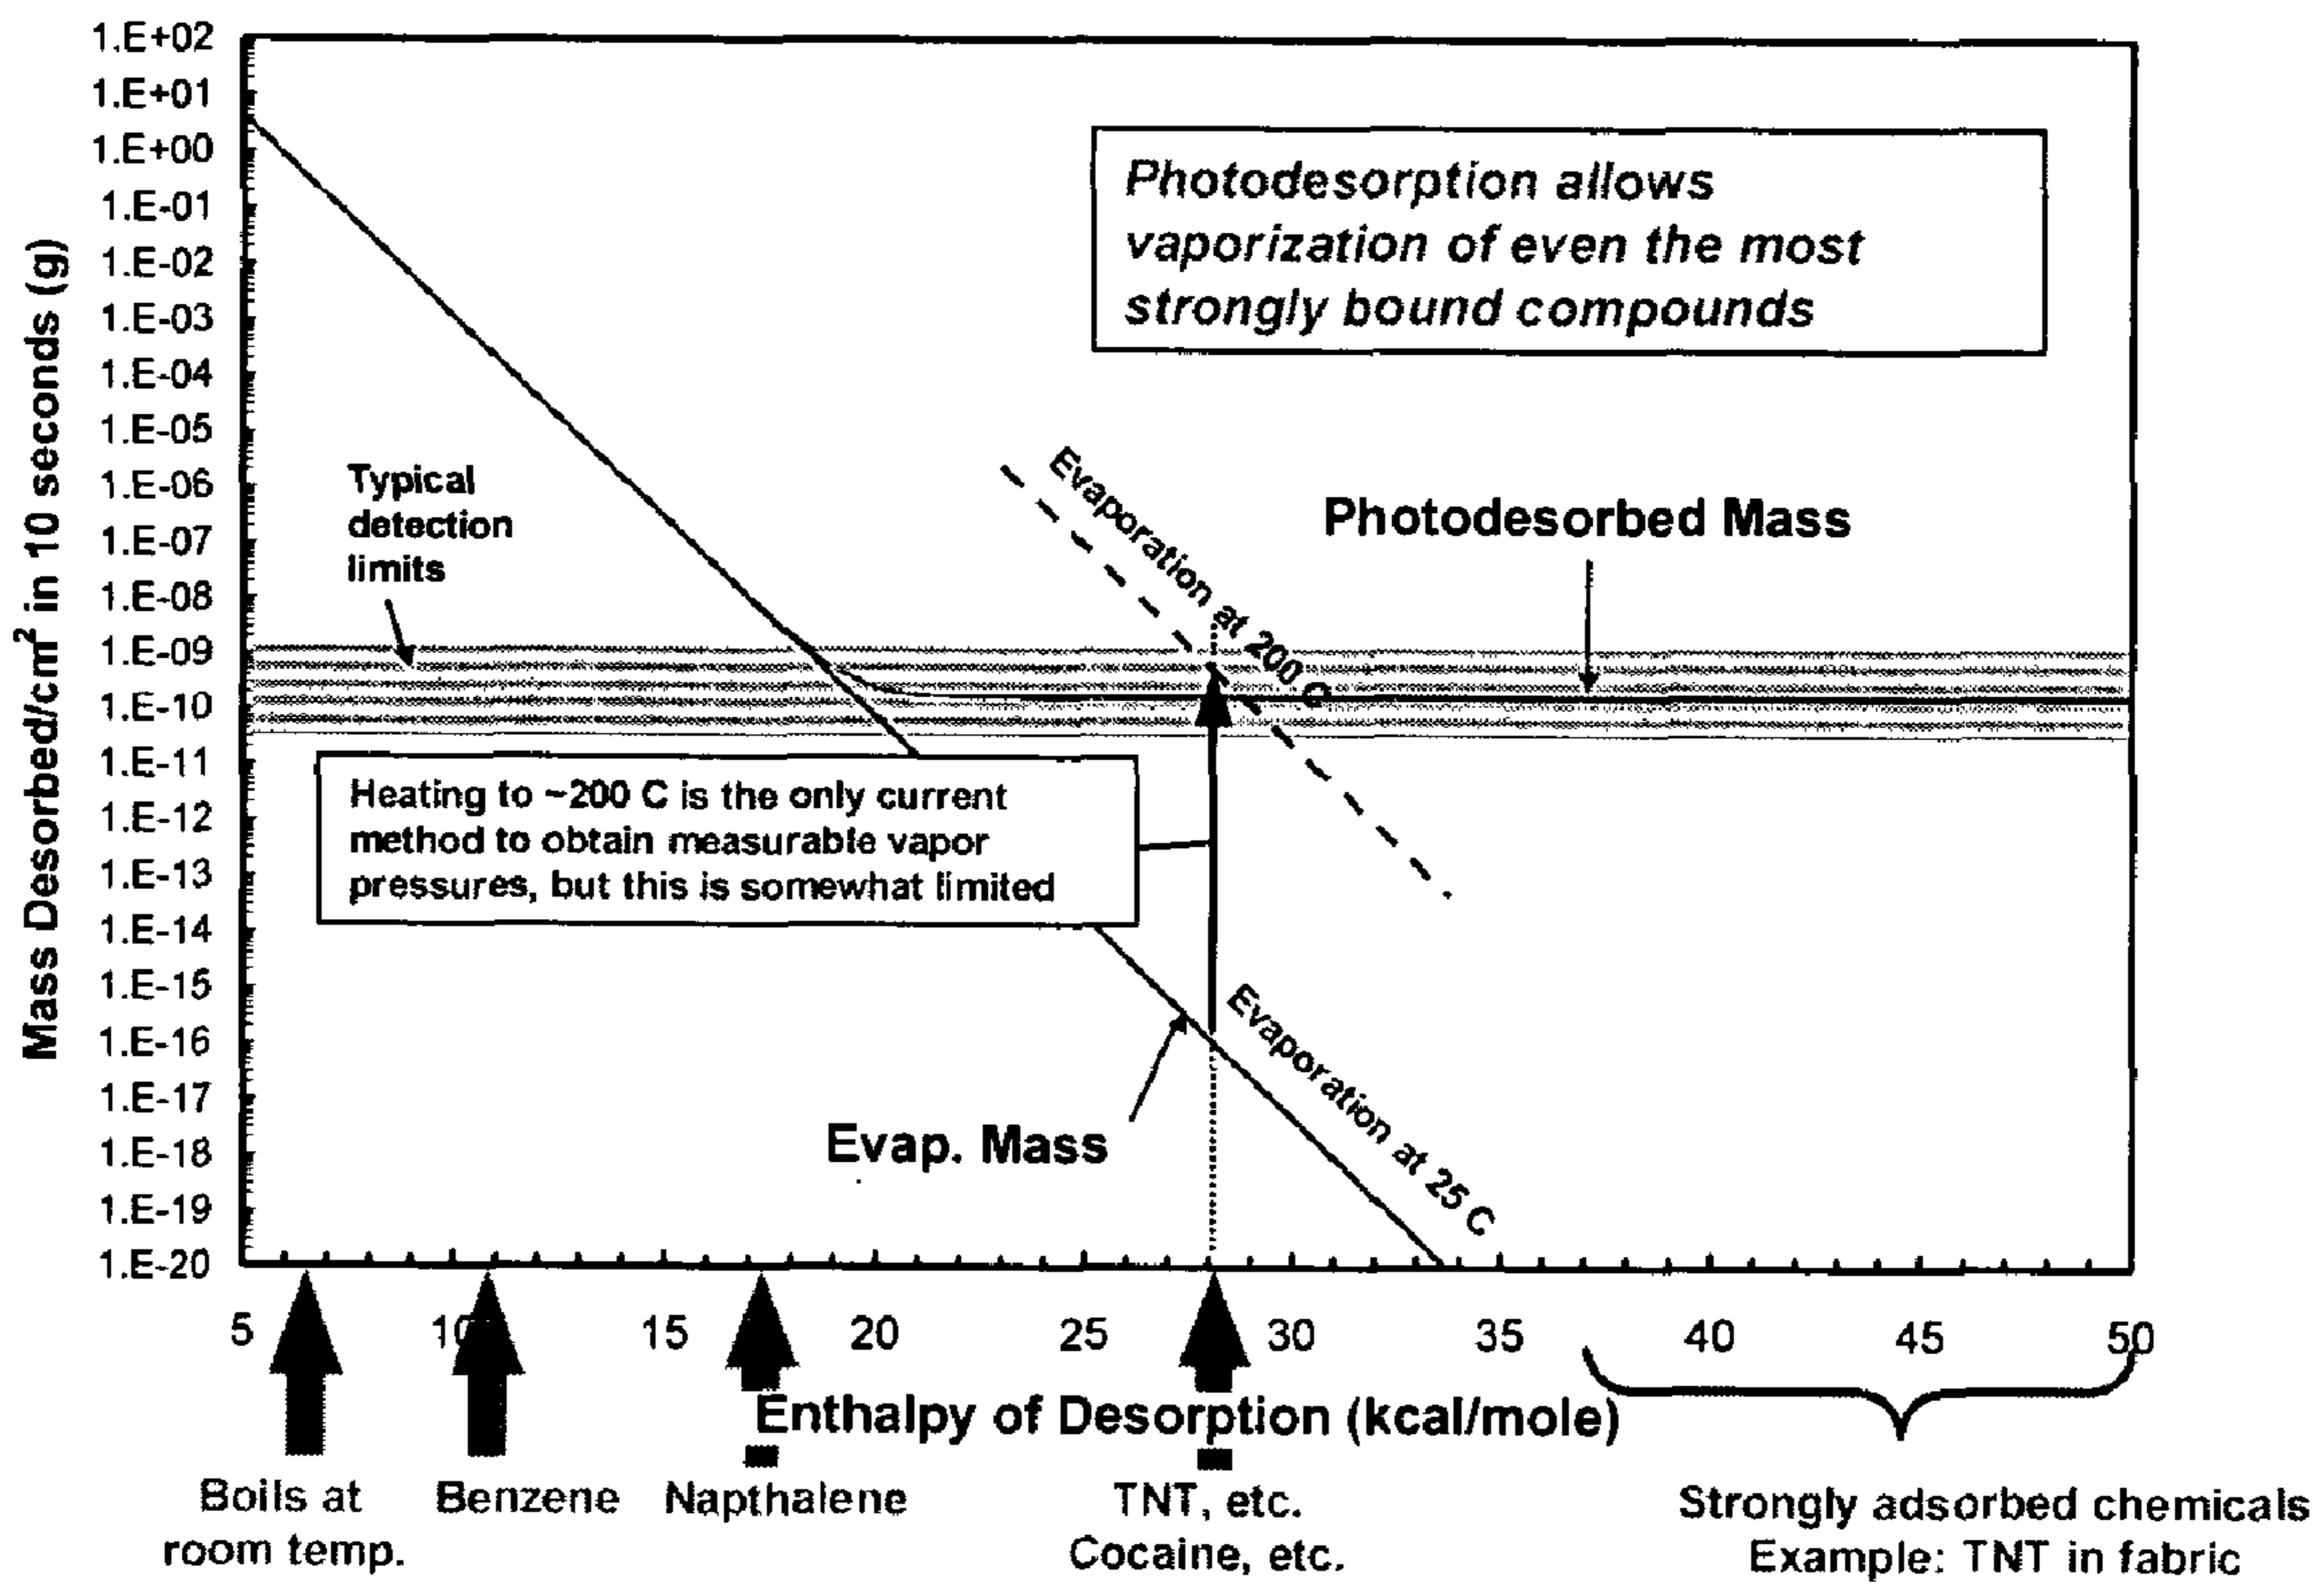 1.E+02
1.E+01
1.E+00
1.E-01
1.E-02
1.E-03
1.E-04
1.E-05
1.E-06
1.E-07
1.E-08
1.E-09
1.E-10
1.E-11
1.E-12
1.E-13
1.E-14
1.E-15
1.E-16
1.E-17
1.E-18
1.E-19
1.E-20
Mass Desorbed/cm² in 10 seconds (g)
Photodesorption allows
vaporization of even the most
strongly bound compounds
Typical
detection
limits
Evaporation at 200 C
Photodesorbed Mass
Heating to ~200 C is the only current
method to obtain measurable vapor
pressures, but this is somewhat limited
Evap. Mass
Evaporation at 25 C
5 10 15 20 25 30 35 40 45 50
Enthalpy of Desorption (kcal/mole)
Boils at
room temp.
Benzene
Napthalene
TNT, etc.
Cocaine, etc.
Strongly adsorbed chemicals
Example: TNT in fabric